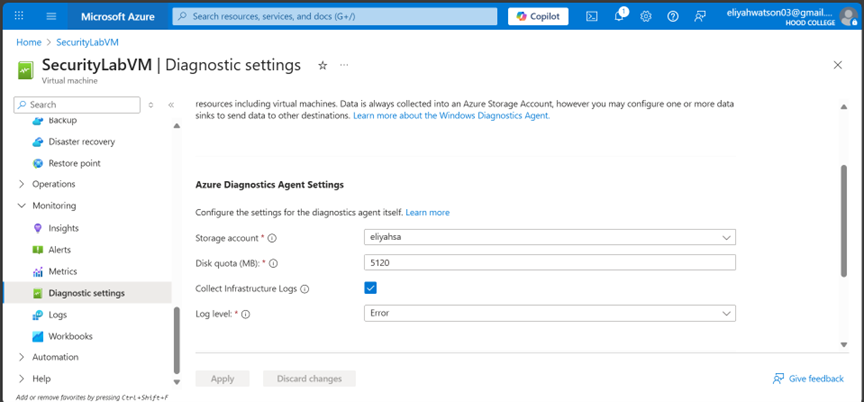 Microsoft Azure
Search resources, services, and docs (G+/)
Copilot
1
eliyahwatson03@gmail....
HOOD COLLEGE
Home > SecurityLabVM
SecurityLabVM | Diagnostic settings
Virtual machine
Search
Backup
Disaster recovery
Restore point
Operations
Monitoring
Insights
Alerts
Metrics
Diagnostic settings
Logs
Workbooks
Automation
Help
Add or remove favorites by pressing Ctrl+Shift+F
resources including virtual machines. Data is always collected into an Azure Storage Account, however you may configure one or more data
sinks to send data to other destinations. Learn more about the Windows Diagnostics Agent.
Azure Diagnostics Agent Settings
Configure the settings for the diagnostics agent itself. Learn more
Storage account * eliyahsa
Disk quota (MB): * 5120
Collect Infrastructure Logs
Log level: * Error
Apply
Discard changes
Give feedback